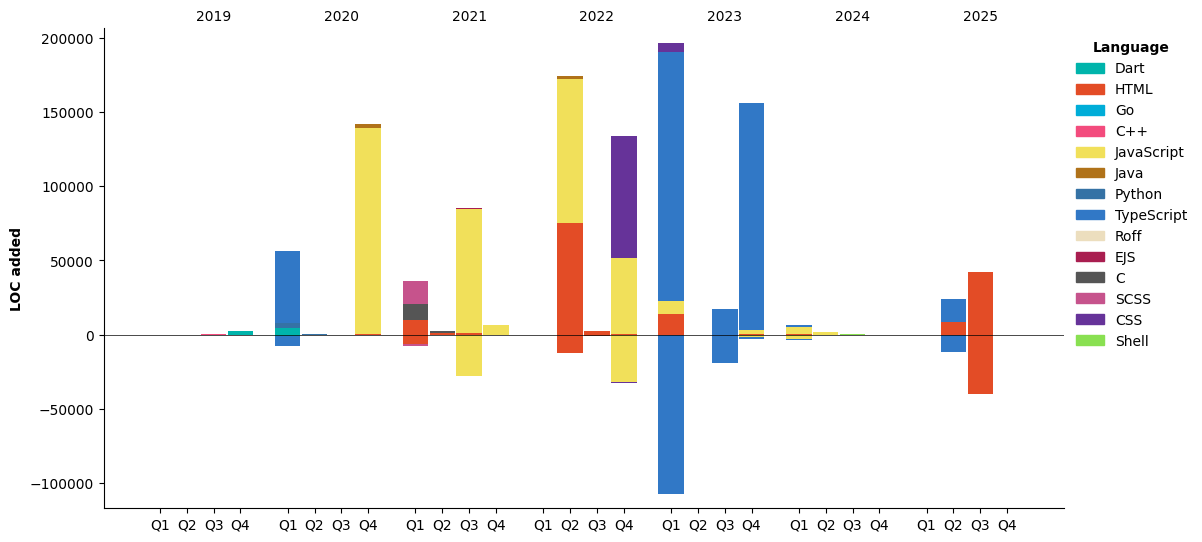 2019 2020 2021 2022 2023 2024 2025
LOC added
200000
150000
100000
50000
0
−50000
−100000
Q1 Q2 Q3 Q4 Q1 Q2 Q3 Q4 Q1 Q2 Q3 Q4 Q1 Q2 Q3 Q4 Q1 Q2 Q3 Q4 Q1 Q2 Q3 Q4 Q1 Q2 Q3 Q4
Language
Dart
HTML
Go
C++
JavaScript
Java
Python
TypeScript
Roff
EJS
C
SCSS
CSS
Shell